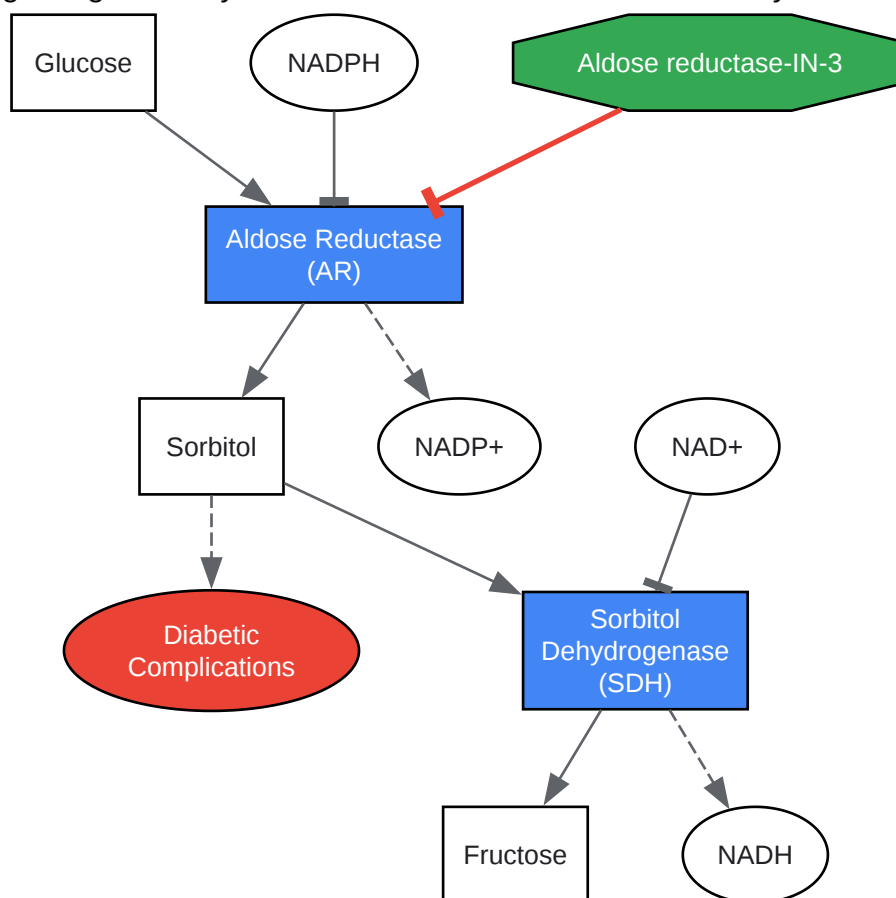 Glucose
NADPH
Aldose reductase-IN-3
Aldose Reductase
(AR)
Sorbitol
NADP+
NAD+
Diabetic
Complications
Sorbitol
Dehydrogenase
(SDH)
Fructose
NADH